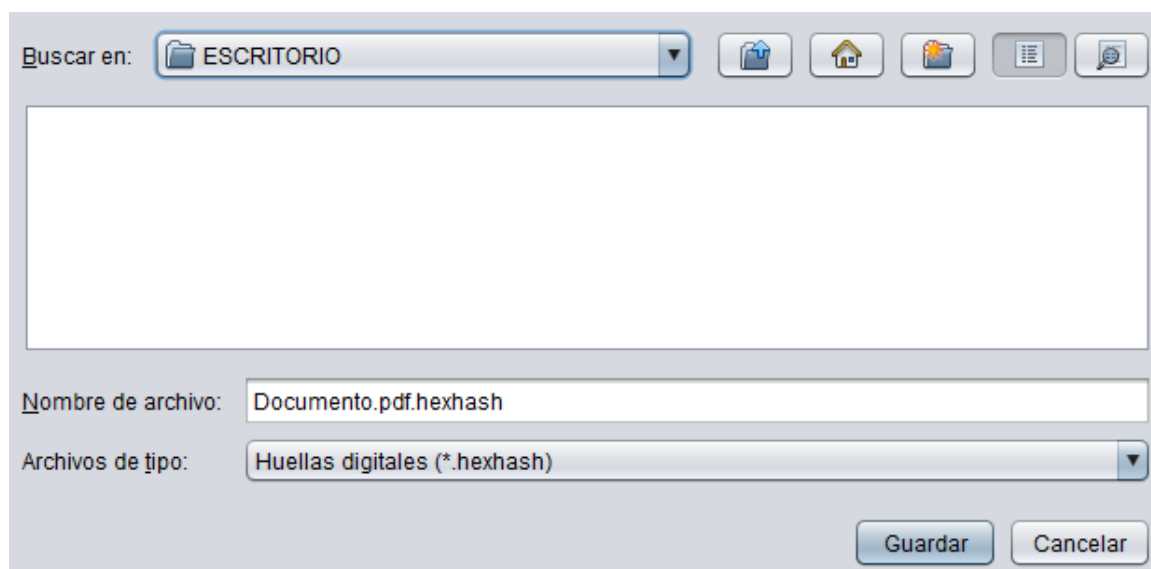 Buscar en: ESCRITORIO
Nombre de archivo: Documento.pdf.hexhash
Archivos de tipo: Huellas digitales (*.hexhash)
Guardar Cancelar